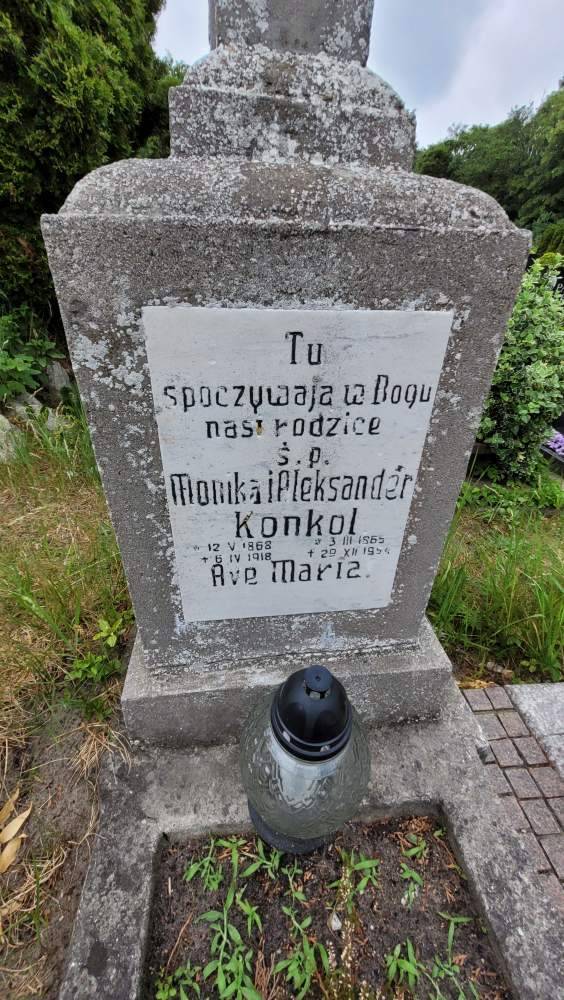 Tu
spoczywaja w Bogu
nasi rodzice
ś. p.
Monika i Aleksander
Konkol
* 12 V 1868 * 3 III 1865
+ 6 IV 1918 + 29 XII 1954
Ave Maria.